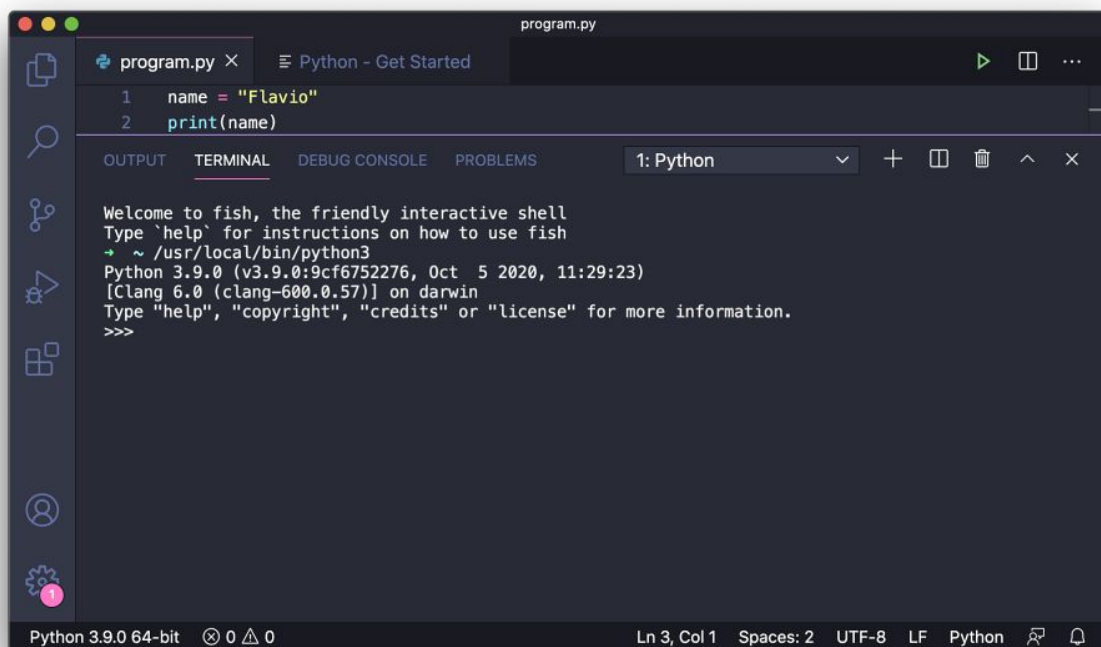 program.py
program.py
Python - Get Started
1 name = "Flavio"
2 print(name)
OUTPUT TERMINAL DEBUG CONSOLE PROBLEMS 1: Python
Welcome to fish, the friendly interactive shell
Type `help` for instructions on how to use fish
→ ~ /usr/local/bin/python3
Python 3.9.0 (v3.9.0:9cf6752276, Oct  5 2020, 11:29:23)
[Clang 6.0 (clang-600.0.57)] on darwin
Type "help", "copyright", "credits" or "license" for more information.
>>>
1
Python 3.9.0 64-bit 0 0 Ln 3, Col 1 Spaces: 2 UTF-8 LF Python